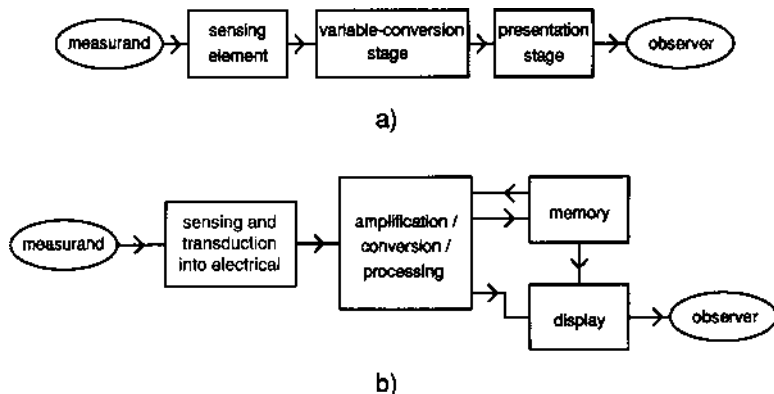 measurand
sensing
element
variable-conversion
stage
presentation
stage
observer
a)
measurand
sensing and
transduction
into electrical
amplification /
conversion /
processing
memory
display
observer
b)